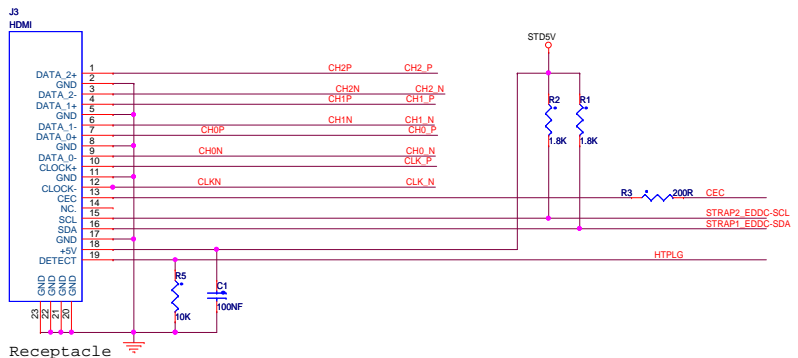 J3
HDMI
STD5V
1
DATA_2+ CH2P CH2_P
2
GND
3
DATA_2- CH2N CH2_N
4
DATA_1+ CH1P CH1_P
5
GND
6
DATA_1- CH1N CH1_N
7
DATA_0+ CH0P CH0_P
8
GND
9
DATA_0- CH0N CH0_N
10
CLOCK+ CLK_P
11
GND
12
CLOCK- CLKN CLK_N
13
CEC
14
NC.
15
SCL
16
SDA
17
GND
18
+5V
19
DETECT
R2
1.8K
R1
1.8K
R3 200R CEC
STRAP2_EDDC-SCL
STRAP1_EDDC-SDA
HTPLG
R5
10K
C1
100NF
GND GND GND GND
23 22 21 20
Receptacle